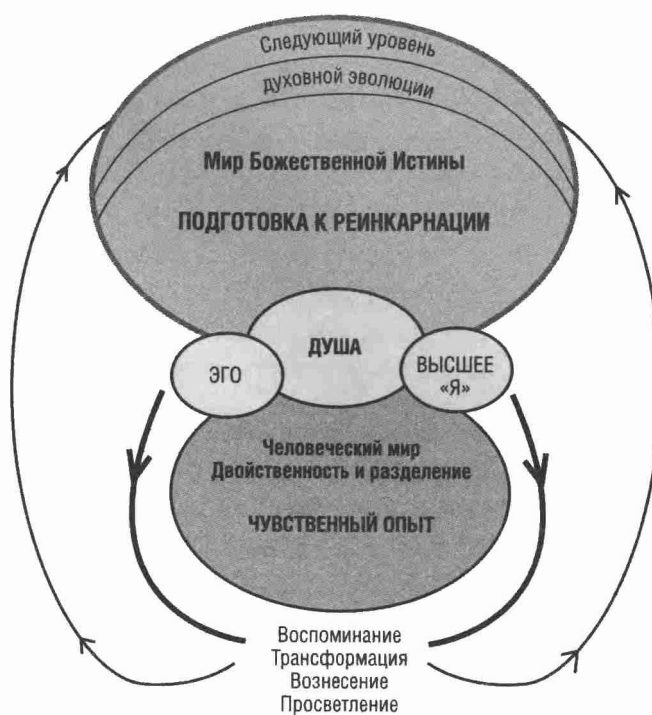 Следующий уровень
духовной эволюции
Мир Божественной Истины
ПОДГОТОВКА К РЕИНКАРНАЦИИ
ДУША
ЭГО
ВЫСШЕЕ
«Я»
Человеческий мир
Двойственность и разделение
ЧУВСТВЕННЫЙ ОПЫТ
Воспоминание
Трансформация
Вознесение
Просветление